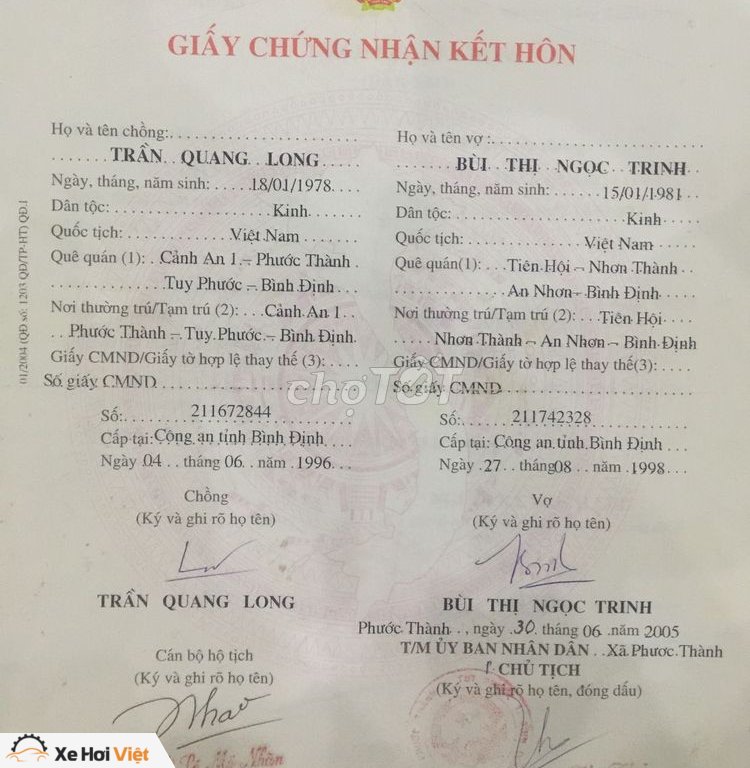 GIẤY CHỨNG NHẬN KẾT HÔN
Họ và tên chồng:
TRẦN QUANG LONG
Ngày, tháng, năm sinh: 18/01/1978
Dân tộc: Kinh
Quốc tịch: Việt Nam
Quê quán (1): Cảnh An 1 - Phước Thành
Tuy Phước - Bình Định
Nơi thường trú/Tạm trú (2): Cảnh An 1
Phước Thành - Tuy Phước - Bình Định
Giấy CMND/Giấy tờ hợp lệ thay thế (3):
Số giấy CMND
Số: 211672844
Cấp tại: Công an tỉnh Bình Định
Ngày 04 tháng 06 năm 1996
Chồng
(Ký và ghi rõ họ tên)
TRẦN QUANG LONG
Cán bộ hộ tịch
(Ký và ghi rõ họ tên)
Họ và tên vợ:
BÙI THỊ NGỌC TRINH
Ngày, tháng, năm sinh: 15/01/1981
Dân tộc: Kinh
Quốc tịch: Việt Nam
Quê quán(1): Tiên Hội - Nhơn Thành
An Nhơn - Bình Định
Nơi thường trú/Tạm trú (2): Tiên Hội
Nhơn Thành - An Nhơn - Bình Định
Giấy CMND/Giấy tờ hợp lệ thay thế(3):
Số giấy CMND
Số: 211742328
Cấp tại: Công an tỉnh Bình Định
Ngày 27 tháng 08 năm 1998
Vợ
(Ký và ghi rõ họ tên)
BÙI THỊ NGỌC TRINH
Phước Thành, ngày 30 tháng 06 năm 2005
T/M ỦY BAN NHÂN DÂN Xã Phước Thành
CHỦ TỊCH
(Ký và ghi rõ họ tên, đóng dấu)
01/2004 (QĐ số: 1203 QĐ/TP-HT) QĐ.1
chợTỐT
Xe Hơi Việt